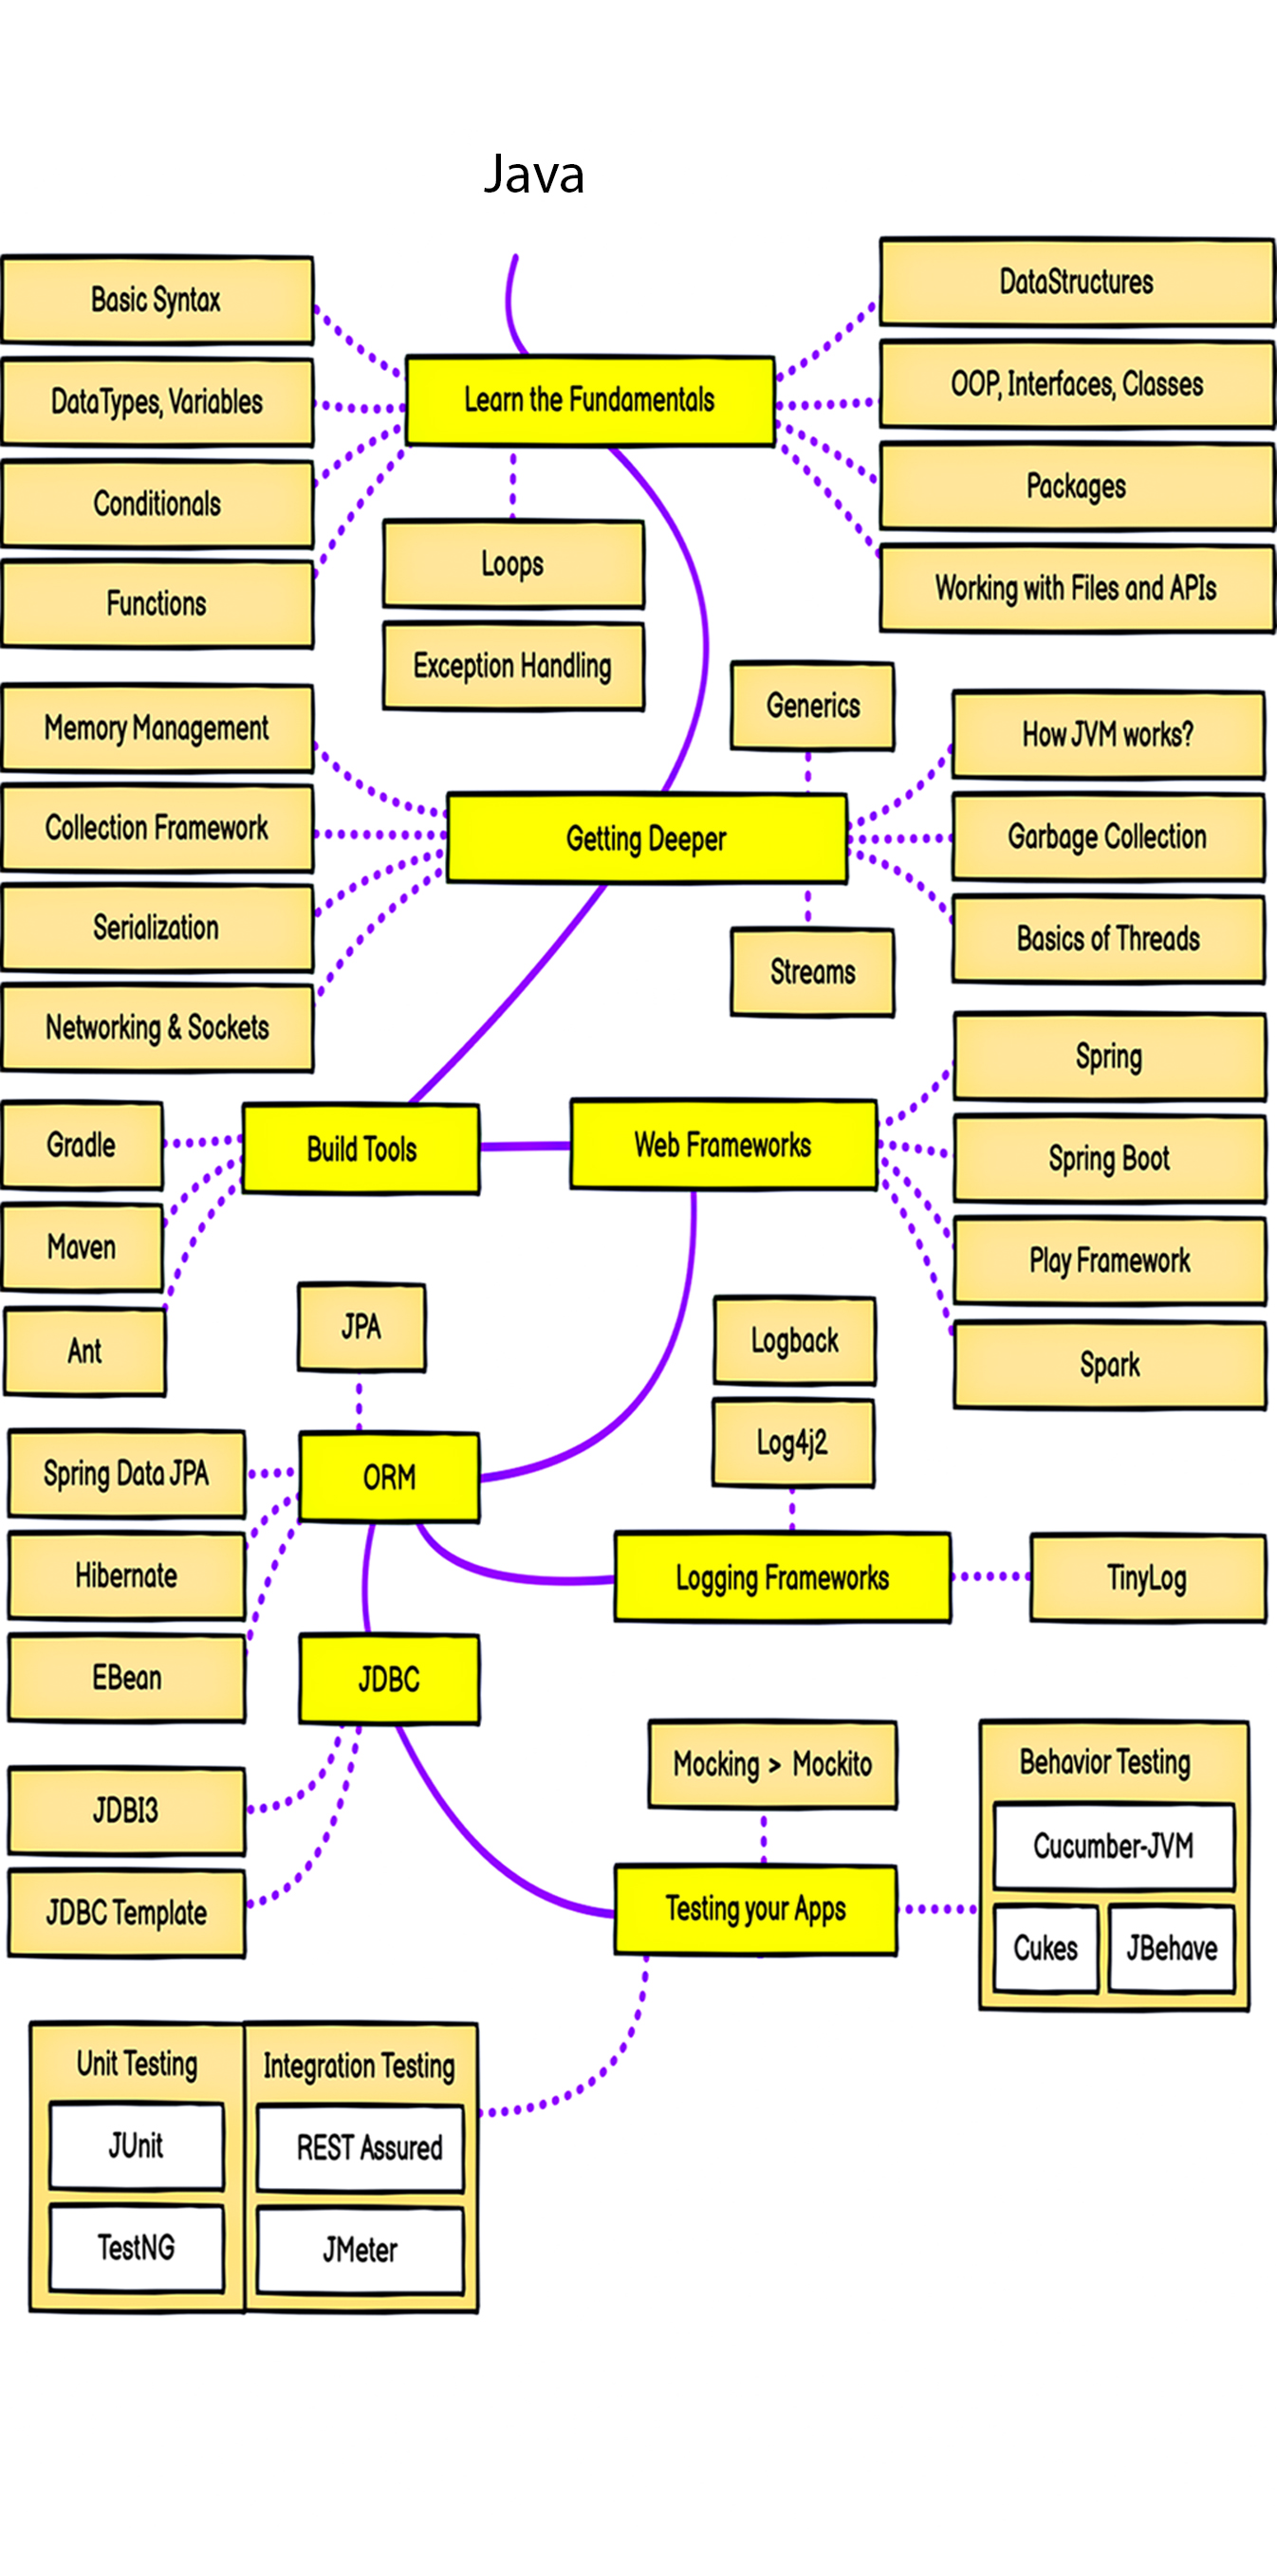 Java
Learn the Fundamentals
Basic Syntax
DataTypes, Variables
Conditionals
Functions
Loops
Exception Handling
DataStructures
OOP, Interfaces, Classes
Packages
Working with Files and APIs
Getting Deeper
Memory Management
Collection Framework
Serialization
Networking & Sockets
Generics
Streams
How JVM works?
Garbage Collection
Basics of Threads
Build Tools
Gradle
Maven
Ant
Web Frameworks
Spring
Spring Boot
Play Framework
Spark
ORM
JPA
Spring Data JPA
Hibernate
EBean
Logging Frameworks
Logback
Log4j2
TinyLog
JDBC
JDBI3
JDBC Template
Testing your Apps
Mocking > Mockito
Behavior Testing
Cucumber-JVM
Cukes
JBehave
Unit Testing
JUnit
TestNG
Integration Testing
REST Assured
JMeter